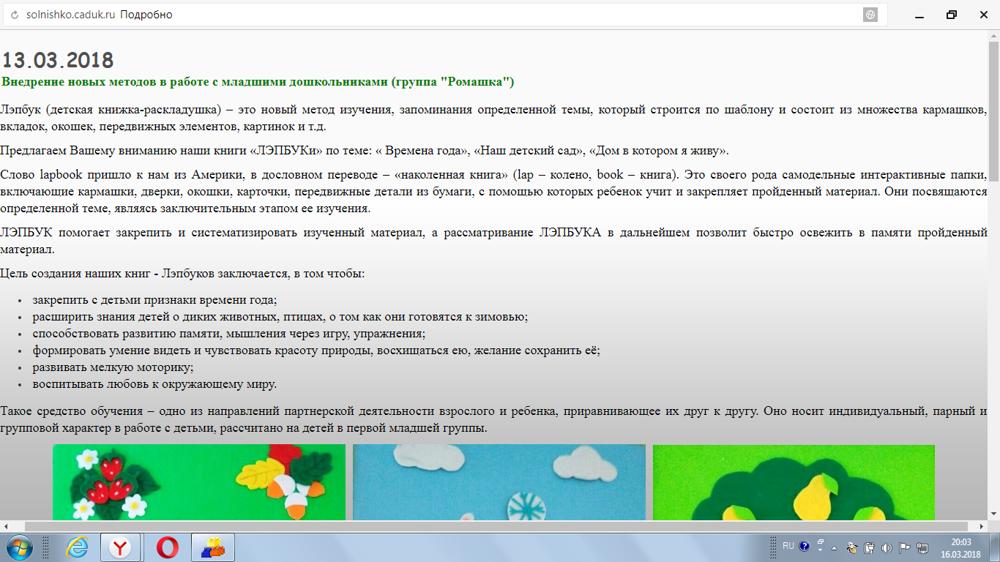 solnishko.caduk.ru Подробно
13.03.2018
Внедрение новых методов в работе с младшими дошкольниками (группа "Ромашка")
Лэпбук (детская книжка-раскладушка) – это новый метод изучения, запоминания определенной темы, который строится по шаблону и состоит из множества кармашков,
вкладок, окошек, передвижных элементов, картинок и т.д.
Предлагаем Вашему вниманию наши книги «ЛЭПБУКи» по теме: « Времена года», «Наш детский сад», «Дом в котором я живу».
Слово lapbook пришло к нам из Америки, в дословном переводе – «наколенная книга» (lap – колено, book – книга). Это своего рода самодельные интерактивные папки,
включающие кармашки, дверки, окошки, карточки, передвижные детали из бумаги, с помощью которых ребенок учит и закрепляет пройденный материал. Они посвящаются
определенной теме, являясь заключительным этапом ее изучения.
ЛЭПБУК помогает закрепить и систематизировать изученный материал, а рассматривание ЛЭПБУКА в дальнейшем позволит быстро освежить в памяти пройденный
материал.
Цель создания наших книг - Лэпбуков заключается, в том чтобы:
• закрепить с детьми признаки времени года;
• расширить знания детей о диких животных, птицах, о том как они готовятся к зимовью;
• способствовать развитию памяти, мышления через игру, упражнения;
• формировать умение видеть и чувствовать красоту природы, восхищаться ею, желание сохранить её;
• развивать мелкую моторику;
• воспитывать любовь к окружающему миру.
Такое средство обучения – одно из направлений партнерской деятельности взрослого и ребенка, приравнивающее их друг к другу. Оно носит индивидуальный, парный и
групповой характер в работе с детьми, рассчитано на детей в первой младшей группы.
RU
20:03
16.03.2018